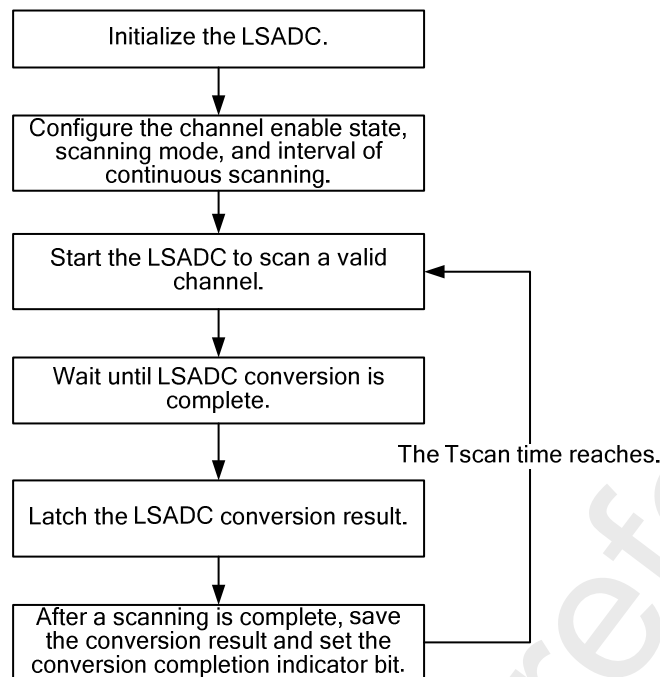 Initialize the LSADC.
Configure the channel enable state,
scanning mode, and interval of
continuous scanning.
Start the LSADC to scan a valid
channel.
Wait until LSADC conversion is
complete.
The Tscan time reaches.
Latch the LSADC conversion result.
After a scanning is complete, save
the conversion result and set the
conversion completion indicator bit.